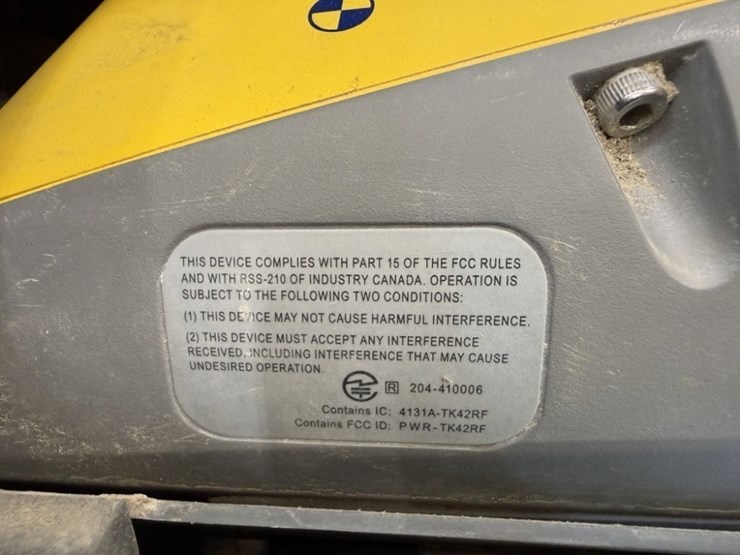 THIS DEVICE COMPLIES WITH PART 15 OF THE FCC RULES
AND WITH RSS-210 OF INDUSTRY CANADA. OPERATION IS
SUBJECT TO THE FOLLOWING TWO CONDITIONS:
(1) THIS DEVICE MAY NOT CAUSE HARMFUL INTERFERENCE.
(2) THIS DEVICE MUST ACCEPT ANY INTERFERENCE
RECEIVED, INCLUDING INTERFERENCE THAT MAY CAUSE
UNDESIRED OPERATION.
R 204-410006
Contains IC: 4131A-TK42RF
Contains FCC ID: PWR-TK42RF